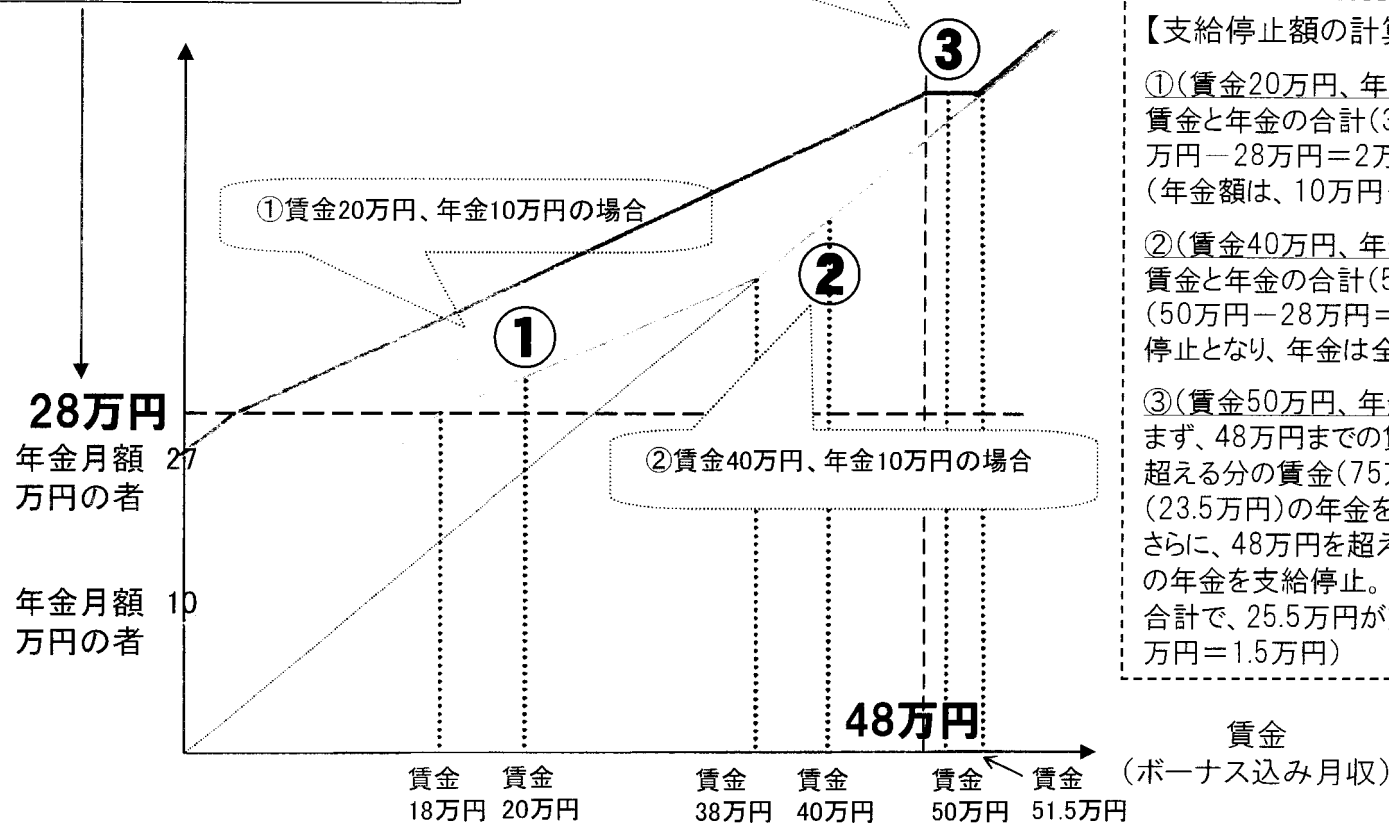 ③
①賃金20万円、年金10万円の場合
①
②
28万円
年金月額 27
万円の者
②賃金40万円、年金10万円の場合
年金月額 10
万円の者
48万円
賃金
18万円
賃金
20万円
賃金
38万円
賃金
40万円
賃金
50万円
賃金
51.5万円
賃金
(ボーナス込み月収)
【支給停止額の計算
①(賃金20万円、年
賃金と年金の合計(3
万円－28万円＝2万
(年金額は、10万円
②(賃金40万円、年
賃金と年金の合計(5
(50万円－28万円＝
停止となり、年金は全
③(賃金50万円、年
まず、48万円までの
超える分の賃金(75万
(23.5万円)の年金を
さらに、48万円を超え
の年金を支給停止。
合計で、25.5万円が
万円＝1.5万円)